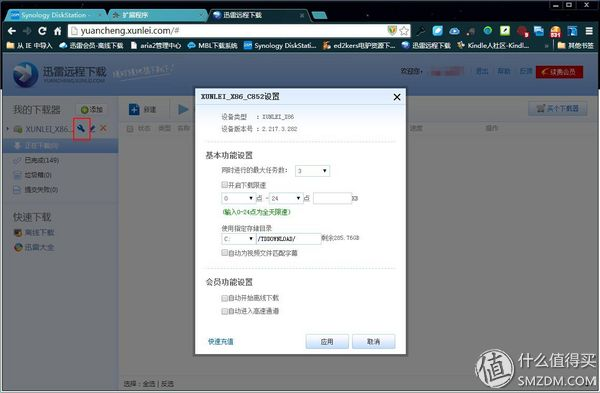 Synology DiskStation -
扩展程序
迅雷远程下载
yuancheng.xunlei.com/#
从 IE 中导入
迅雷会员-离线下载
aria2管理中心
MBL下载系统
Synology DiskStatio
ed2kers电驴资源下
迅雷远程下载
Kindle人社区-Kindl
其他书签
迅雷远程下载
YUANCHENG.XUNLEI.COM
欢迎您,
退出
帮助
反馈
续费会员
我的下载器
添加
新建
买个下载器
XUNLEI_X86
状态
类型
名称
速度
操作
正在下载(0)
已完成(149)
垃圾箱(0)
提交失败(0)
快速下载
离线下载
迅雷大全
XUNLEI_X86_C852设置
设备类型 : XUNLEI_X86
设备版本号 : 2.217.3.282
基本功能设置
同时进行的最大任务数: 3
开启下载限速
0 点 - 24 点 KB
(输入0-24点为全天限速)
使用指定存储目录
C: /TDDOWNLOAD/ 剩余285.76GB
自动为视频文件匹配字幕
会员功能设置
自动开始离线下载
自动进入高速通道
快速充值
应用
取消
选择：全选 | 反选
值 什么值得买
SMZDM.COM